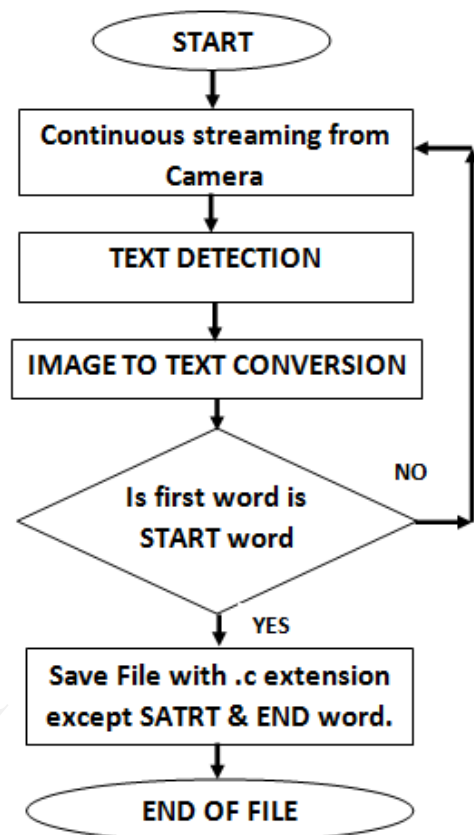 START
Continuous streaming from
Camera
TEXT DETECTION
IMAGE TO TEXT CONVERSION
Is first word is
START word
NO
YES
Save File with .c extension
except SATRT & END word.
END OF FILE